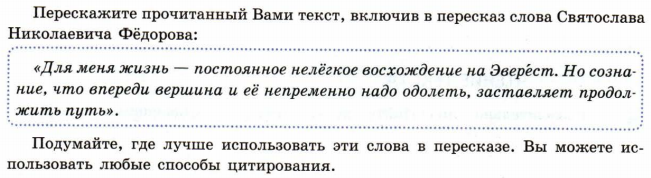 Перескажите прочитанный Вами текст, включив в пересказ слова Святослава
Николаевича Фёдорова:
«Для меня жизнь — постоянное нелёгкое восхождение на Эвере́ст. Но созна-
ние, что впереди вершина и её непременно надо одолеть, заставляет продол-
жить путь».
Подумайте, где лучше использовать эти слова в пересказе. Вы можете ис-
пользовать любые способы цитирования.